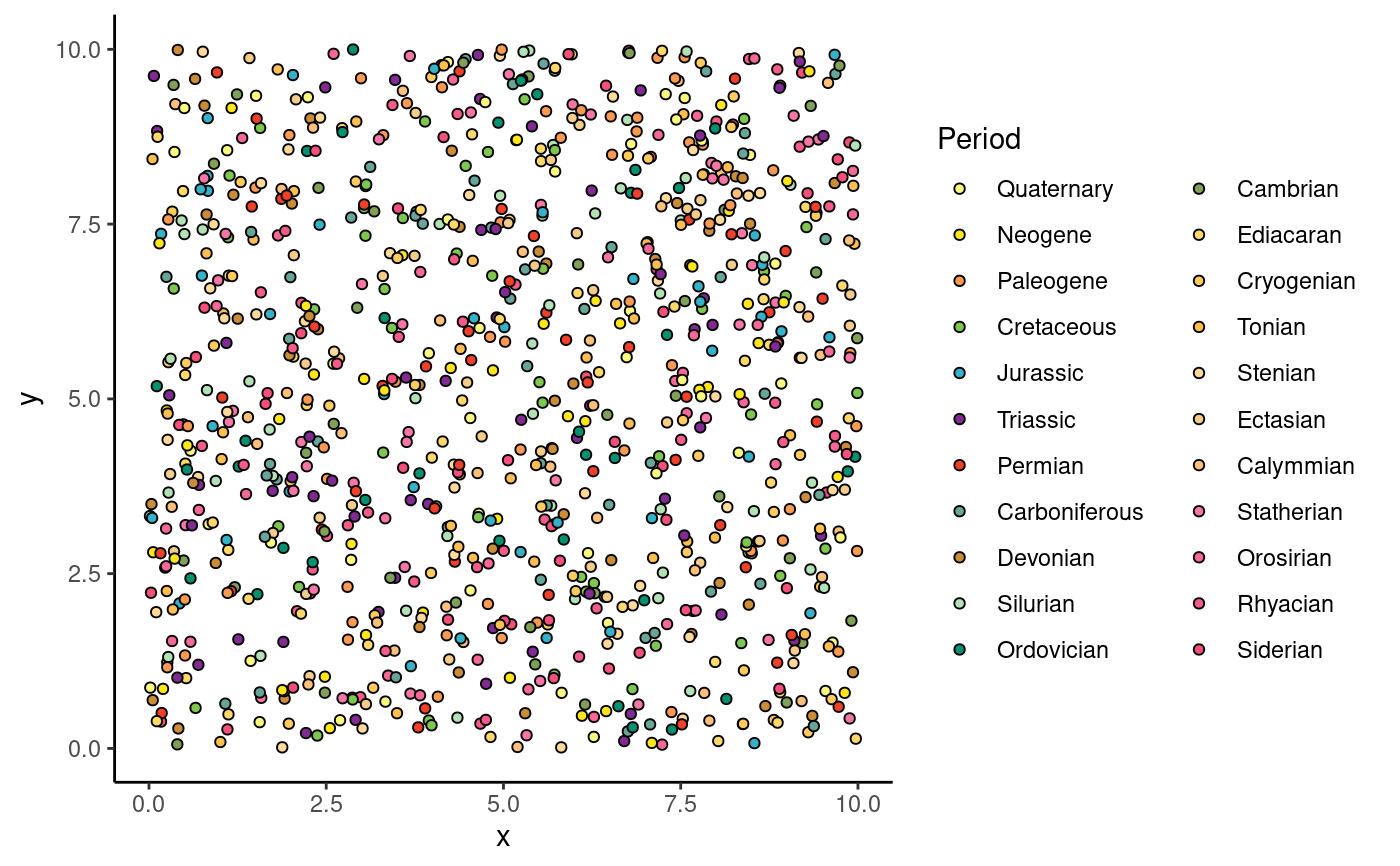 10.0
7.5
5.0
2.5
0.0
y
0.0 2.5 5.0 7.5 10.0
x
Period
Quaternary Cambrian
Neogene Ediacaran
Paleogene Cryogenian
Cretaceous Tonian
Jurassic Stenian
Triassic Ectasian
Permian Calymmian
Carboniferous Statherian
Devonian Orosirian
Silurian Rhyacian
Ordovician Siderian